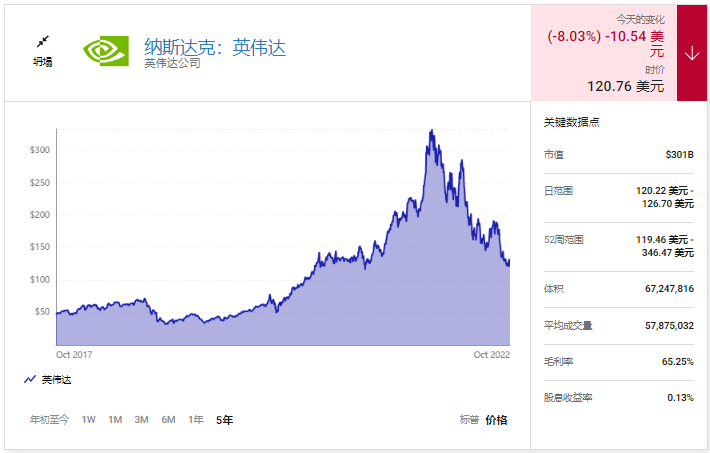 坍塌
纳斯达克：英伟达
英伟达公司
今天的变化
(-8.03%) -10.54 美
元
时价
120.76 美元
$300
$250
$200
$150
$100
$50
Oct 2017
Oct 2022
英伟达
年初至今 1W 1M 3M 6M 1年 5年
标普 价格
关键数据点
市值 $301B
日范围 120.22 美元 -
126.70 美元
52周范围 119.46 美元 -
346.47 美元
体积 67,247,816
平均成交量 57,875,032
毛利率 65.25%
股息收益率 0.13%